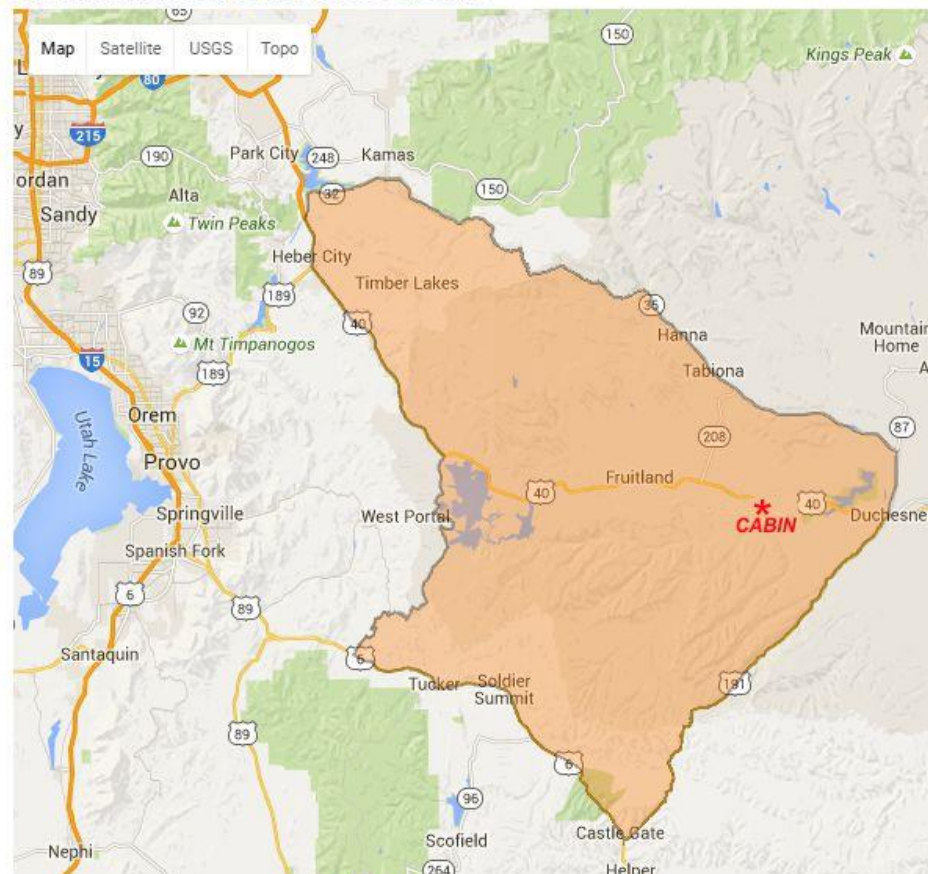 65
Map Satellite USGS Topo
80
150
Kings Peak
215
Park City
248
Kamas
190
ordan
150
Alta
32
Sandy
Twin Peaks
Heber City
89
Timber Lakes
189
35
92
40
Hanna
Mountain
Home
Mt Timpanogos
15
189
Tabiona
Orem
87
208
Utah Lake
Provo
Fruitland
40
40
Springville
West Portal
CABIN
Duchesne
Spanish Fork
6
89
Santaquin
6
Tucker
Soldier
Summit
191
89
6
96
Scofield
Castle Gate
Nephi
264
Helper